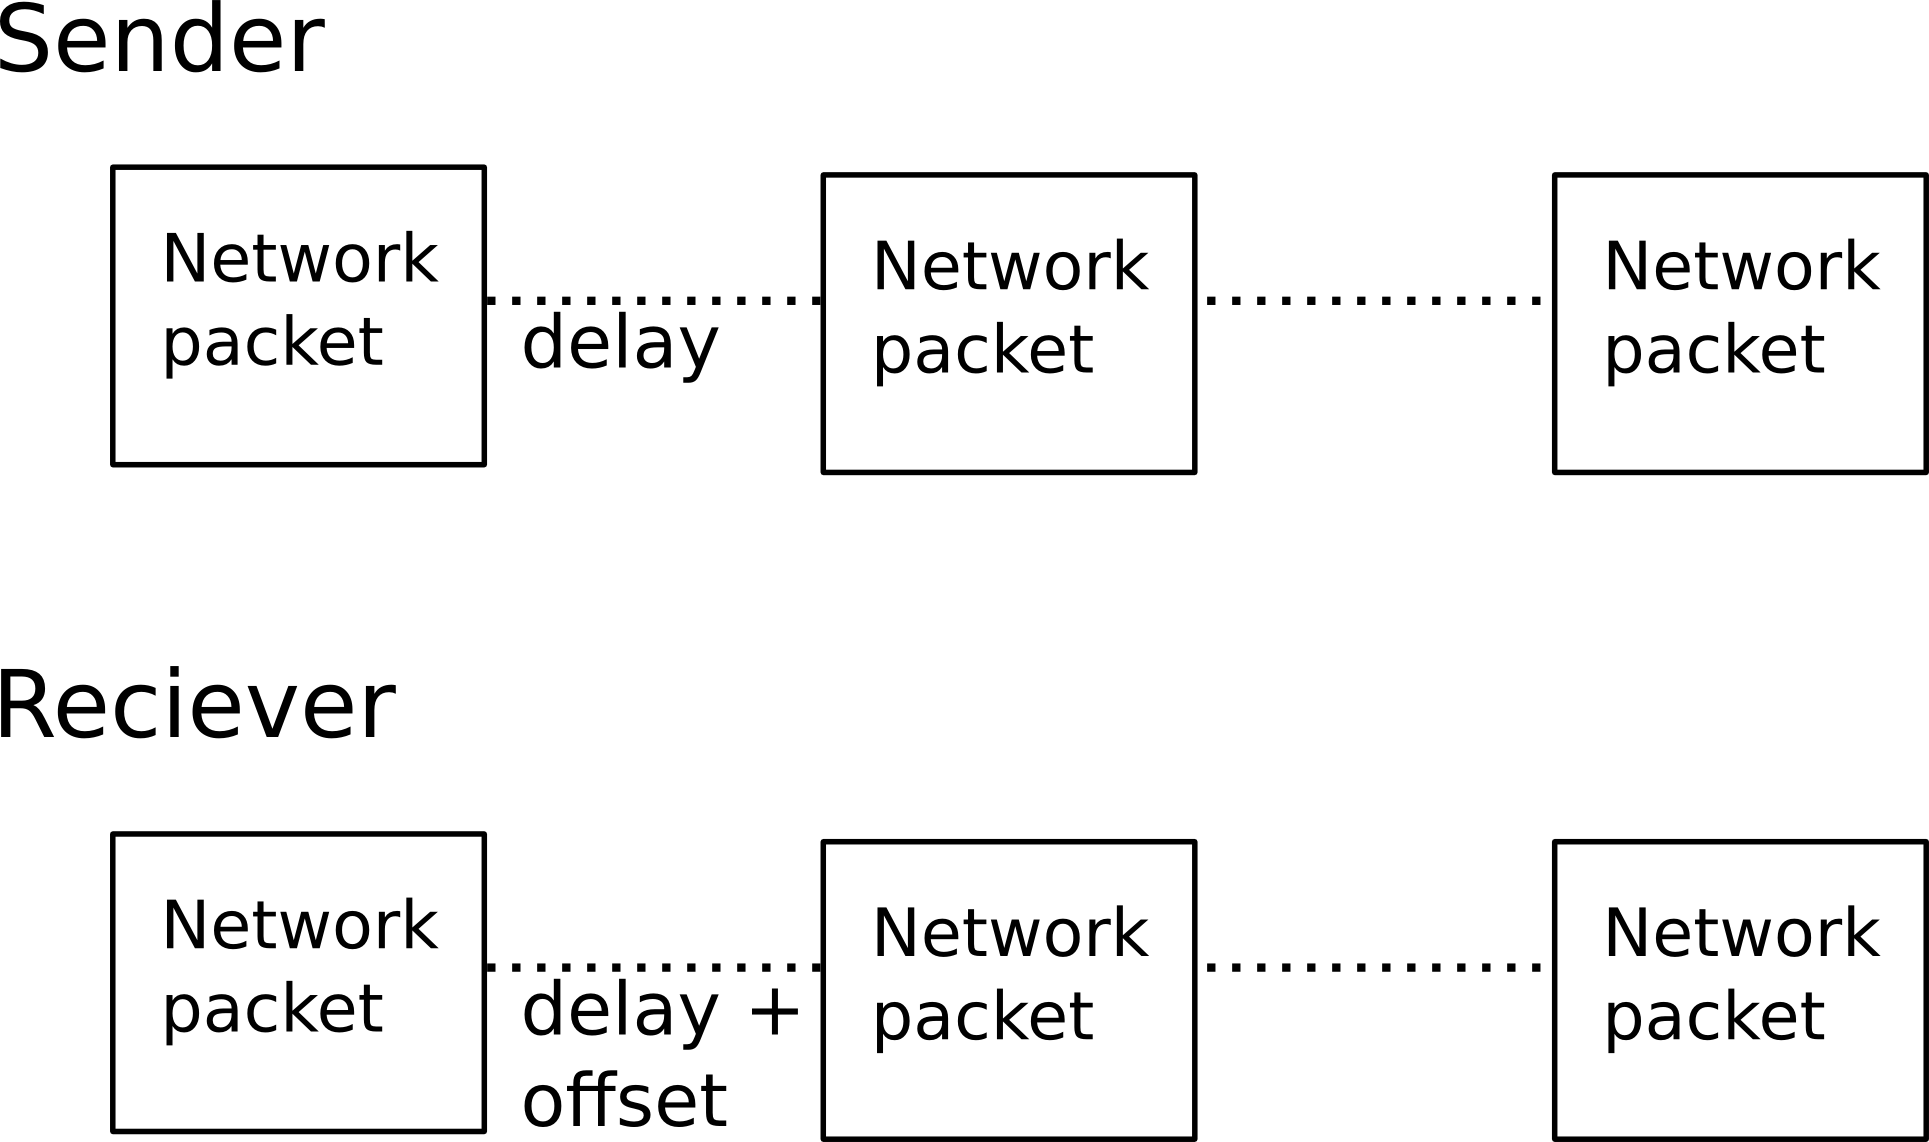 Sender
Network
packet
delay
Network
packet
Network
packet
Reciever
Network
packet
delay +
offset
Network
packet
Network
packet